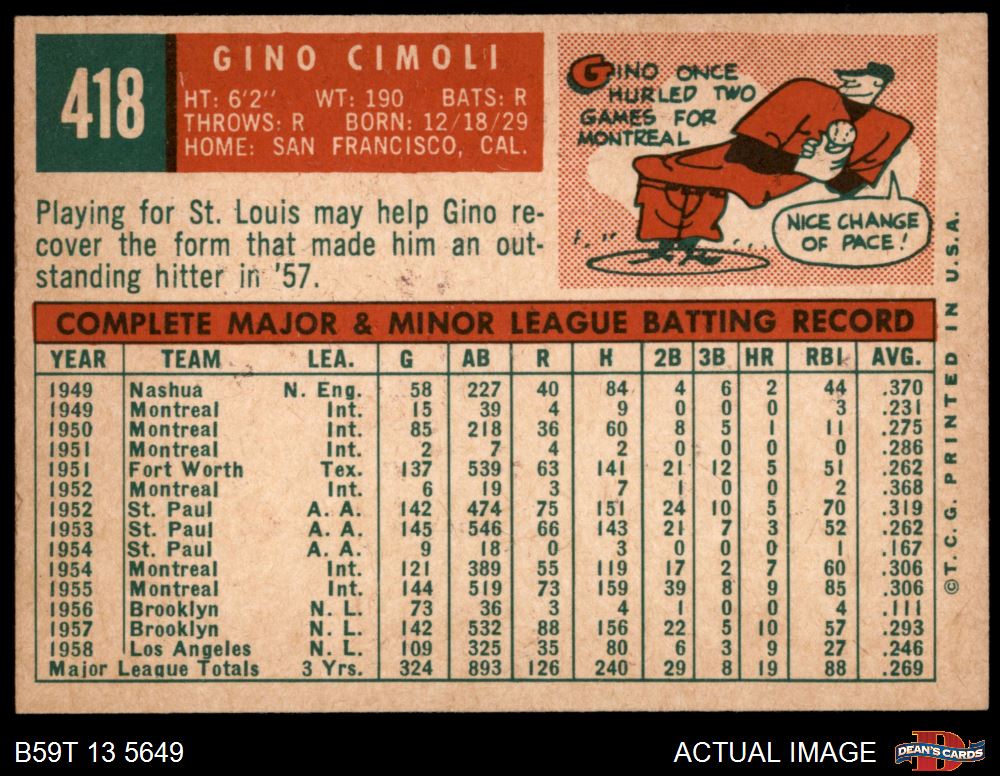 418
GINO CIMOLI
HT: 6'2" WT: 190 BATS: R
THROWS: R BORN: 12/18/29
HOME: SAN FRANCISCO, CAL.
GINO ONCE
HURLED TWO
GAMES FOR
MONTREAL
NICE CHANGE
OF PACE!
Playing for St. Louis may help Gino re-
cover the form that made him an out-
standing hitter in '57.
COMPLETE MAJOR & MINOR LEAGUE BATTING RECORD
YEAR TEAM LEA. G AB R H 2B 3B HR RBI AVG.
1949 Nashua N. Eng. 58 227 40 84 4 6 2 44 .370
1949 Montreal Int. 15 39 4 9 0 0 0 3 .231
1950 Montreal Int. 85 218 36 60 8 5 1 11 .275
1951 Montreal Int. 2 7 4 2 0 0 0 0 .286
1951 Fort Worth Tex. 137 539 63 141 21 12 5 51 .262
1952 Montreal Int. 6 19 3 7 1 0 0 2 .368
1952 St. Paul A. A. 142 474 75 151 24 10 5 70 .319
1953 St. Paul A. A. 145 546 66 143 21 7 3 52 .262
1954 St. Paul A. A. 9 18 0 3 0 0 0 1 .167
1954 Montreal Int. 121 389 55 119 17 2 7 60 .306
1955 Montreal Int. 144 519 73 159 39 8 9 85 .306
1956 Brooklyn N. L. 73 36 3 4 1 0 0 4 .111
1957 Brooklyn N. L. 142 532 88 156 22 5 10 57 .293
1958 Los Angeles N. L. 109 325 35 80 6 3 9 27 .246
Major League Totals 3 Yrs. 324 893 126 240 29 8 19 88 .269
©T.C.G. PRINTED IN U.S.A.
B59T 13 5649
ACTUAL IMAGE
D
DEAN'S CARDS